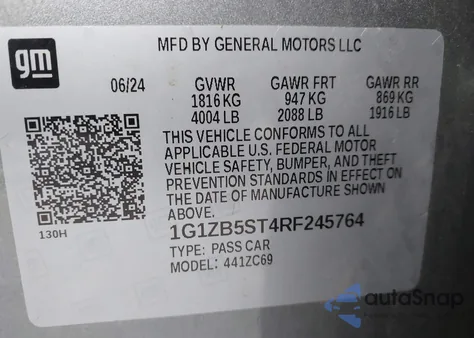 gm
MFD BY GENERAL MOTORS LLC
06/24 GVWR GAWR FRT GAWR RR
1816 KG 947 KG 869 KG
4004 LB 2088 LB 1916 LB
THIS VEHICLE CONFORMS TO ALL
APPLICABLE U.S. FEDERAL MOTOR
VEHICLE SAFETY, BUMPER, AND THEFT
PREVENTION STANDARDS IN EFFECT ON
THE DATE OF MANUFACTURE SHOWN
ABOVE.
130H
1G1ZB5ST4RF245764
TYPE: PASS CAR
MODEL: 441ZC69
autoSnap